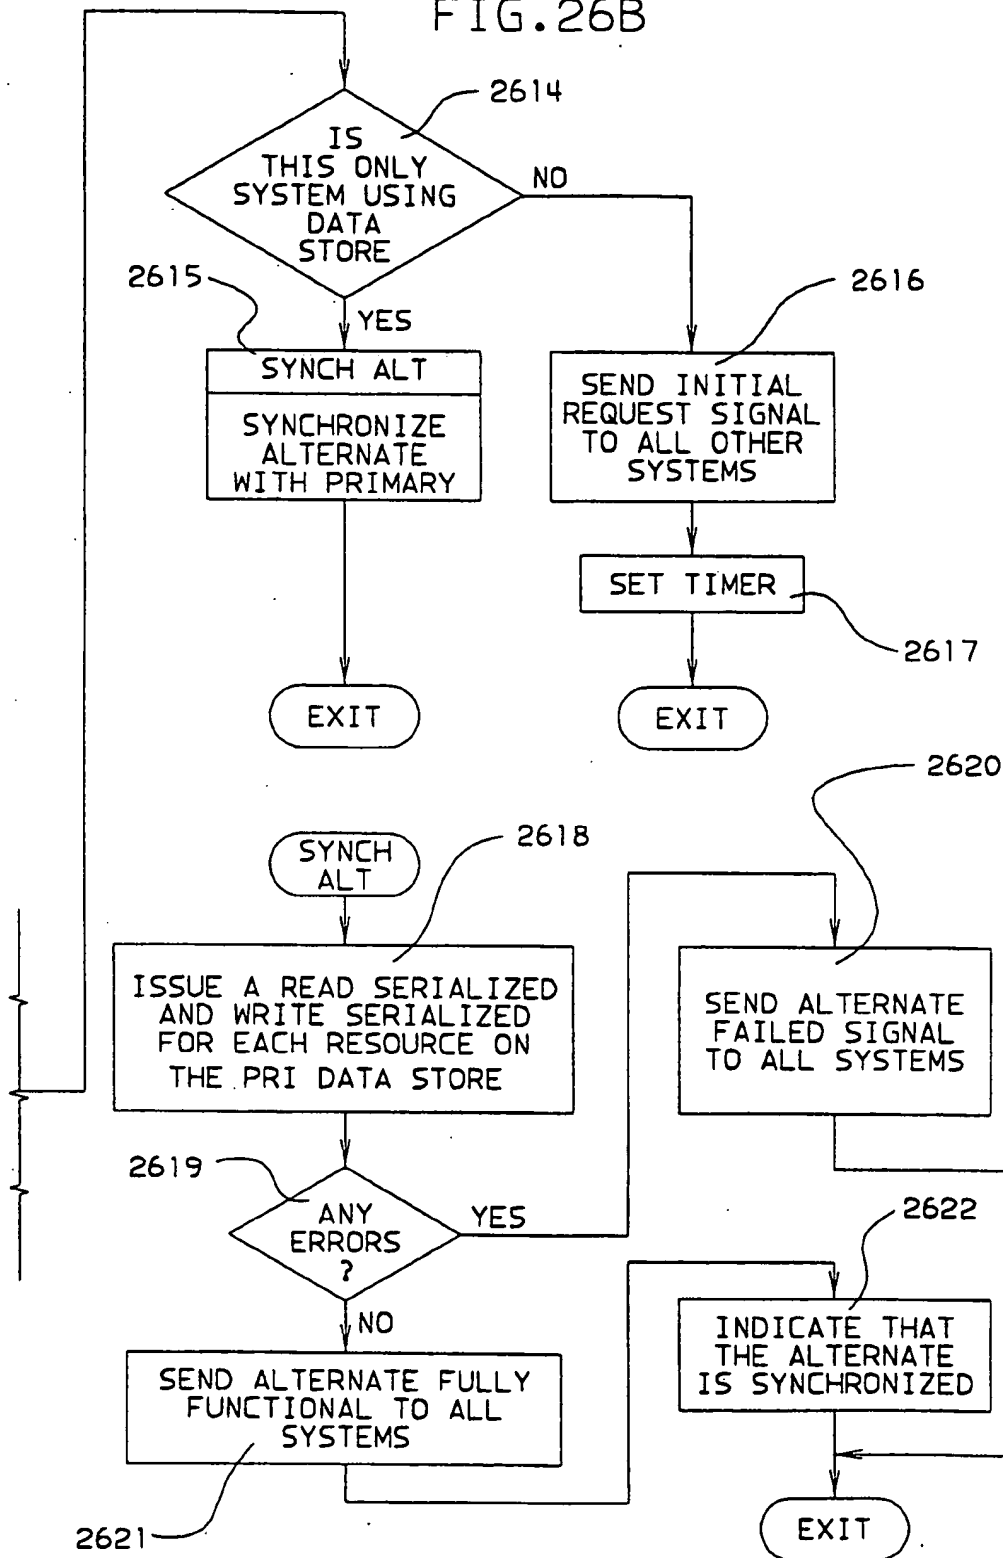 FIG.26B
2614
IS
THIS ONLY
SYSTEM USING
DATA
STORE
NO
YES
2615
SYNCH ALT
SYNCHRONIZE
ALTERNATE
WITH PRIMARY
2616
SEND INITIAL
REQUEST SIGNAL
TO ALL OTHER
SYSTEMS
SET TIMER
2617
EXIT
EXIT
SYNCH
ALT
2618
ISSUE A READ SERIALIZED
AND WRITE SERIALIZED
FOR EACH RESOURCE ON
THE PRI DATA STORE
2620
SEND ALTERNATE
FAILED SIGNAL
TO ALL SYSTEMS
2619
ANY
ERRORS
?
YES
NO
2622
INDICATE THAT
THE ALTERNATE
IS SYNCHRONIZED
SEND ALTERNATE FULLY
FUNCTIONAL TO ALL
SYSTEMS
2621
EXIT